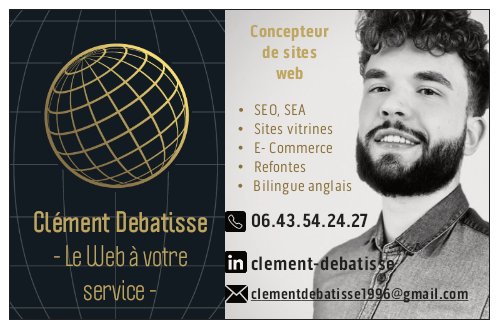 Clément Debatisse
- Le Web à votre
service -
Concepteur
de sites
web
• SEO, SEA
• Sites vitrines
• E- Commerce
• Refontes
• Bilingue anglais
06.43.54.24.27
in clement-debatisse
clementdebatisse1996@gmail.com